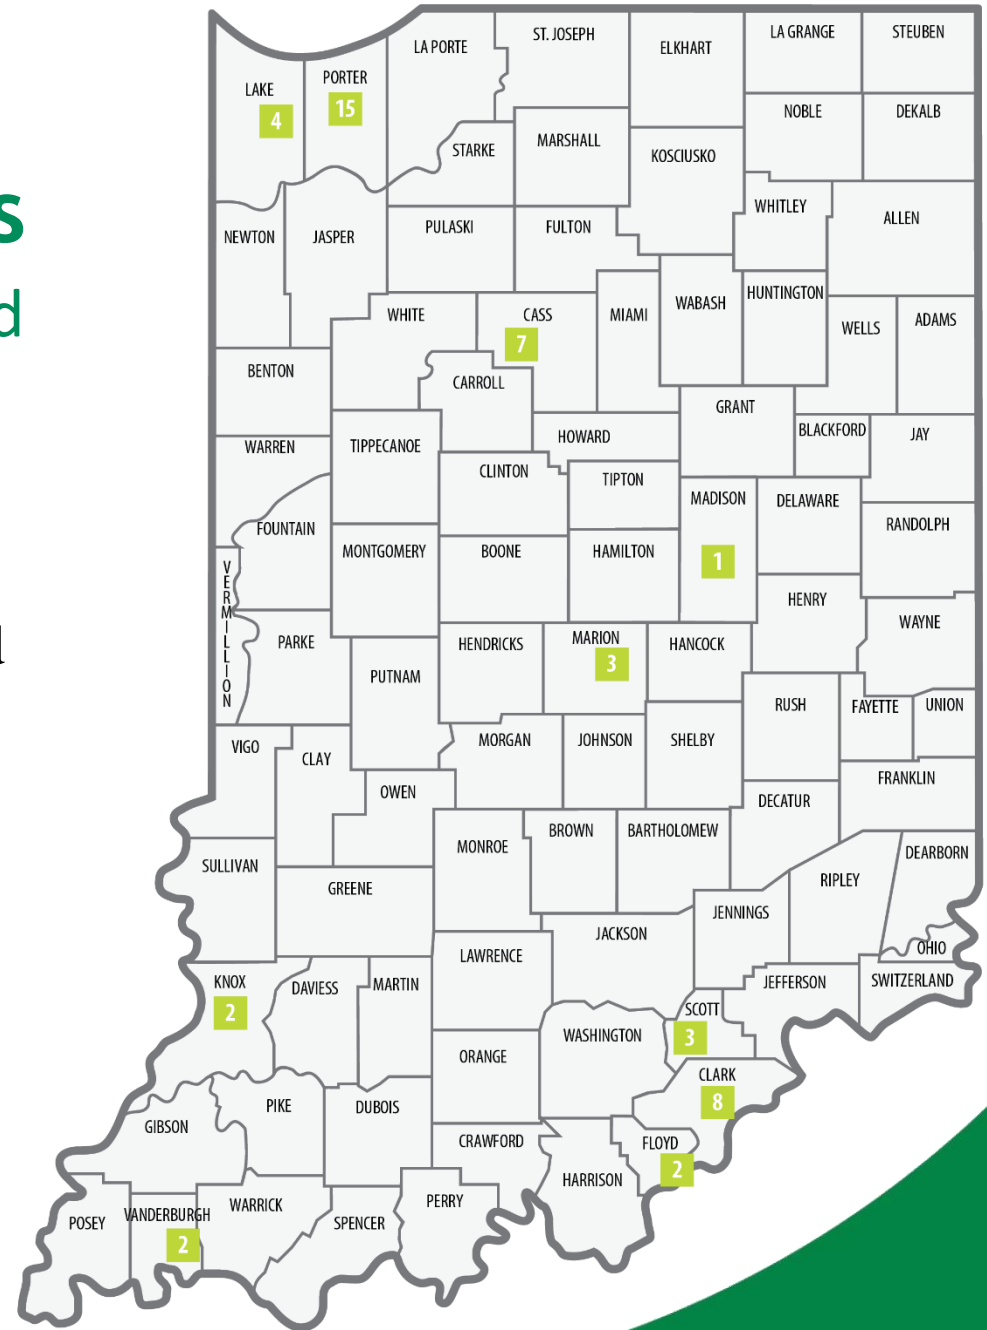 s
d
d
LA PORTE
ST. JOSEPH
ELKHART
LA GRANGE
STEUBEN
LAKE
4
PORTER
15
NOBLE
DEKALB
STARKE
MARSHALL
KOSCIUSKO
WHITLEY
ALLEN
NEWTON
JASPER
PULASKI
FULTON
WHITE
CASS
7
MIAMI
WABASH
HUNTINGTON
WELLS
ADAMS
BENTON
CARROLL
GRANT
BLACKFORD
JAY
WARREN
TIPPECANOE
HOWARD
CLINTON
TIPTON
MADISON
1
DELAWARE
RANDOLPH
FOUNTAIN
MONTGOMERY
BOONE
HAMILTON
HENRY
VERMILLION
PARKE
PUTNAM
HENDRICKS
MARION
3
HANCOCK
WAYNE
RUSH
FAYETTE
UNION
VIGO
CLAY
OWEN
MORGAN
JOHNSON
SHELBY
DECATUR
FRANKLIN
SULLIVAN
GREENE
MONROE
BROWN
BARTHOLOMEW
RIPLEY
DEARBORN
JENNINGS
JACKSON
OHIO
SWITZERLAND
KNOX
2
DAVIESS
MARTIN
LAWRENCE
JEFFERSON
SCOTT
3
WASHINGTON
ORANGE
CLARK
8
GIBSON
PIKE
DUBOIS
CRAWFORD
FLOYD
2
HARRISON
POSEY
VANDERBURGH
2
WARRICK
SPENCER
PERRY